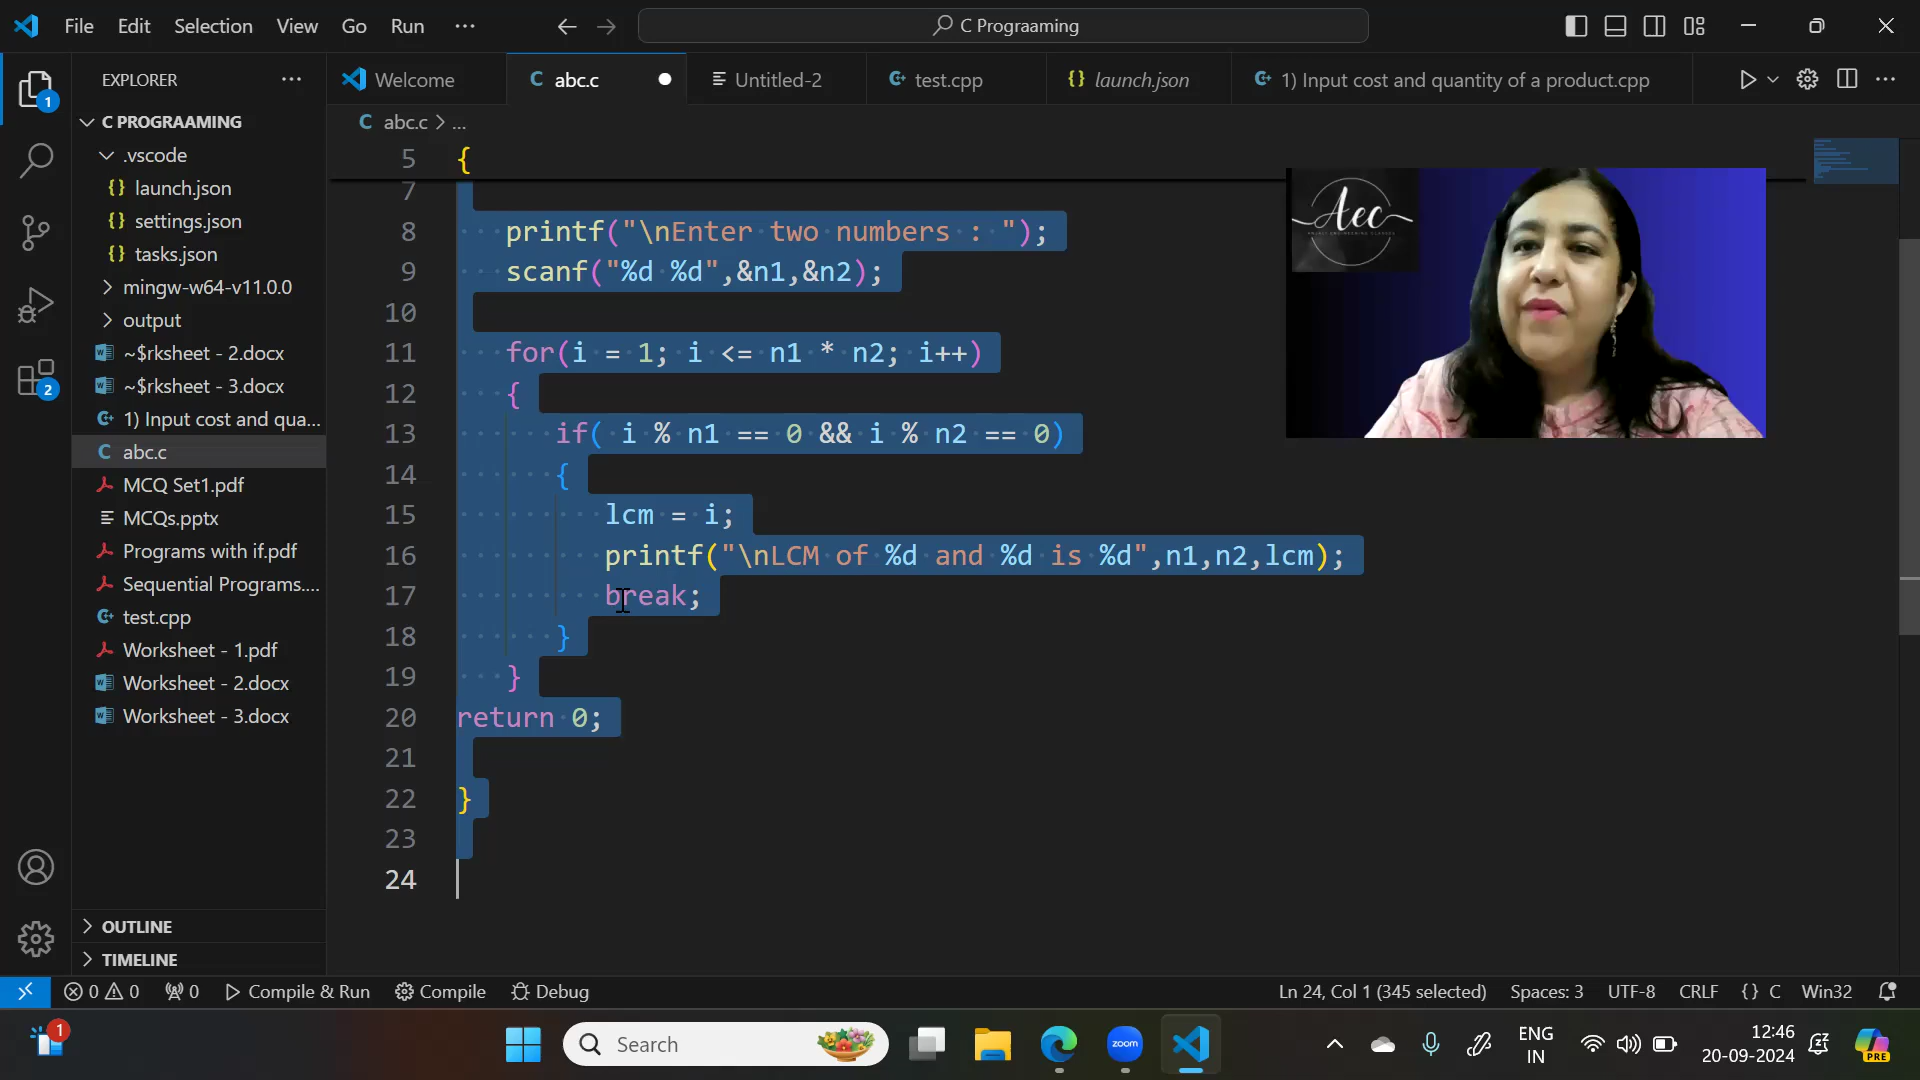 File Edit Selection View Go Run ···
C Prograaming
EXPLORER
Welcome
abc.c
Untitled-2
test.cpp
launch.json
1) Input cost and quantity of a product.cpp
C PROGRAAMING
.vscode
launch.json
settings.json
tasks.json
mingw-w64-v11.0.0
output
~$rksheet - 2.docx
~$rksheet - 3.docx
1) Input cost and qua...
abc.c
MCQ Set1.pdf
MCQs.pptx
Programs with if.pdf
Sequential Programs....
test.cpp
Worksheet - 1.pdf
Worksheet - 2.docx
Worksheet - 3.docx
OUTLINE
TIMELINE
1
2
C abc.c > ...
5 {
7
8 printf("\nEnter two numbers : ");
9 scanf("%d %d",&n1,&n2);
10
11 for(i = 1; i <= n1 * n2; i++)
12 {
13 if( i % n1 == 0 && i % n2 == 0)
14 {
15 lcm = i;
16 printf("\nLCM of %d and %d is %d",n1,n2,lcm);
17 break;
18 }
19 }
20 return 0;
21
22 }
23
24
Aec
0 0 0 Compile & Run Compile Debug
Ln 24, Col 1 (345 selected) Spaces: 3 UTF-8 CRLF {} C Win32
1
Search
zoom
ENG
IN
12:46
20-09-2024
PRE